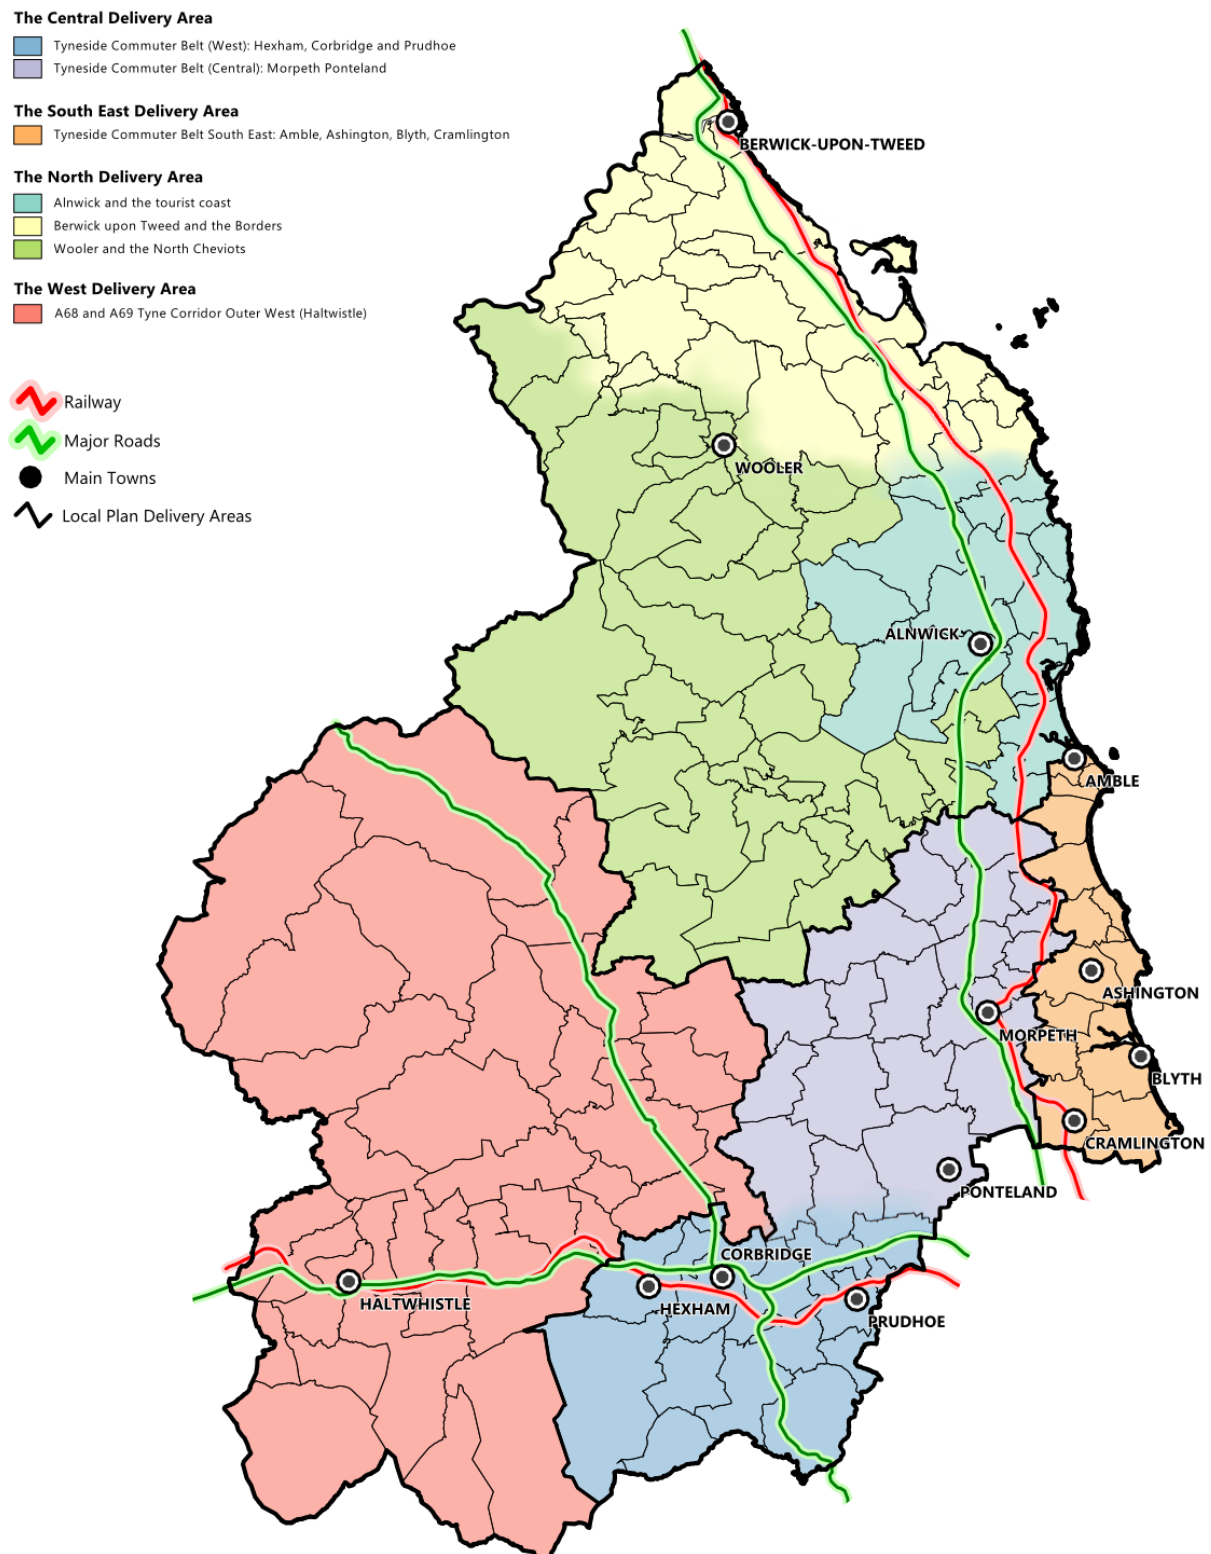 The Central Delivery Area
Tyneside Commuter Belt (West): Hexham, Corbridge and Prudhoe
Tyneside Commuter Belt (Central): Morpeth Ponteland
The South East Delivery Area
Tyneside Commuter Belt South East: Amble, Ashington, Blyth, Cramlington
The North Delivery Area
Alnwick and the tourist coast
Berwick upon Tweed and the Borders
Wooler and the North Cheviots
The West Delivery Area
A68 and A69 Tyne Corridor Outer West (Haltwistle)
Railway
Major Roads
Main Towns
Local Plan Delivery Areas
BERWICK-UPON-TWEED
WOOLER
ALNWICK
AMBLE
ASHINGTON
MORPETH
BLYTH
CRAMLINGTON
PONTELAND
CORBRIDGE
HALTWHISTLE
HEXHAM
PRUDHOE